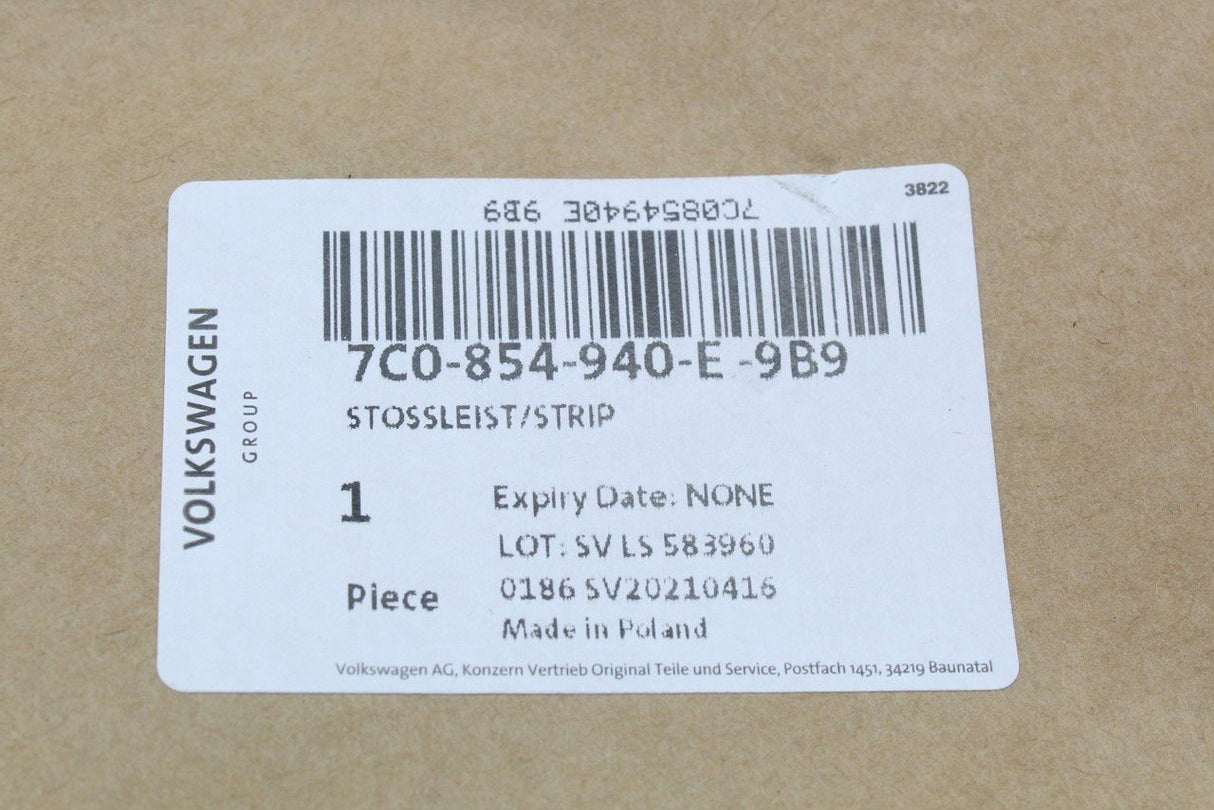 3822
7C0854940E 9B9
7C0-854-940-E -9B9
STOSSLEIST/STRIP
VOLKSWAGEN
GROUP
1
Expiry Date: NONE
LOT: SV LS 583960
Piece
0186 SV20210416
Made in Poland
Volkswagen AG, Konzern Vertrieb Original Teile und Service, Postfach 1451, 34219 Baunatal